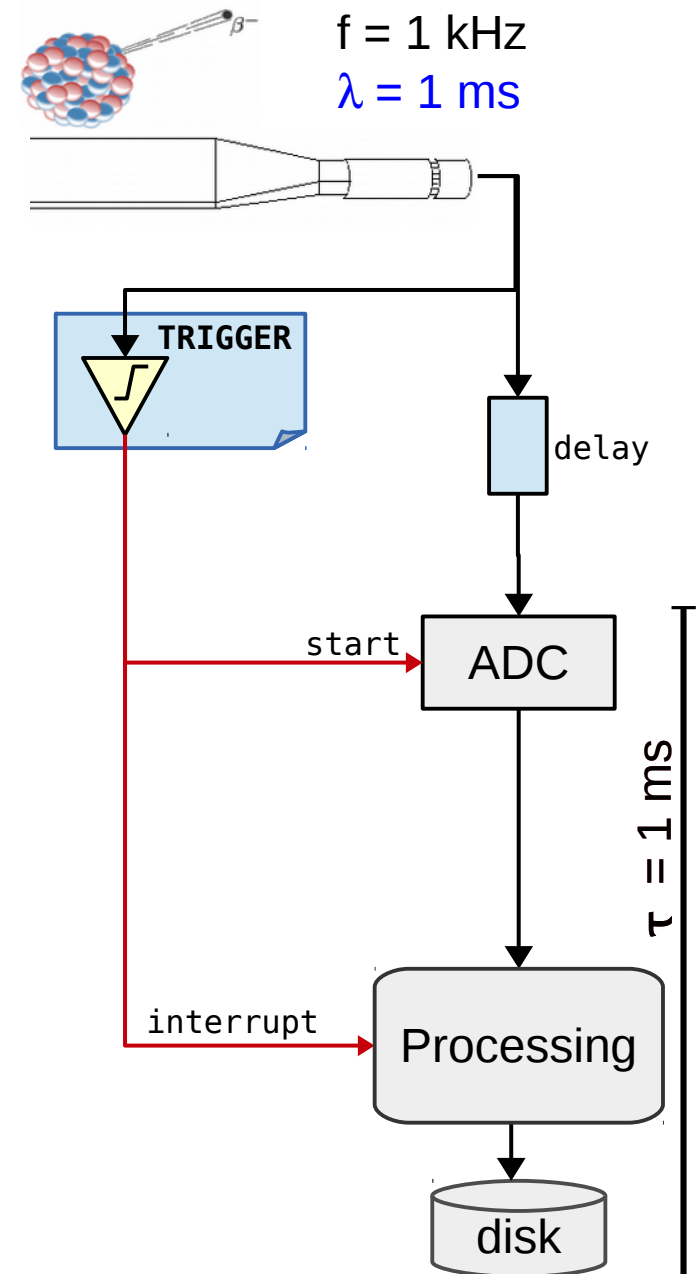 β−
f = 1 kHz
λ = 1 ms
TRIGGER
delay
start
ADC
τ = 1 ms
interrupt
Processing
disk